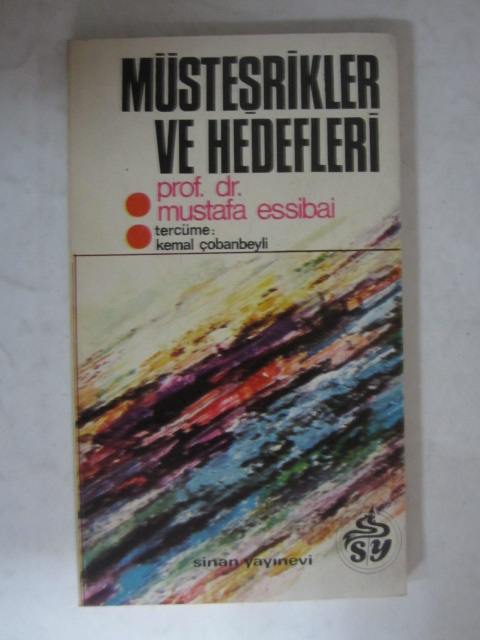 MÜSTEŞRİKLER
VE HEDEFLERİ
prof. dr.
mustafa essibai
tercüme:
kemal çobanbeyli
sinan yayınevi
SY